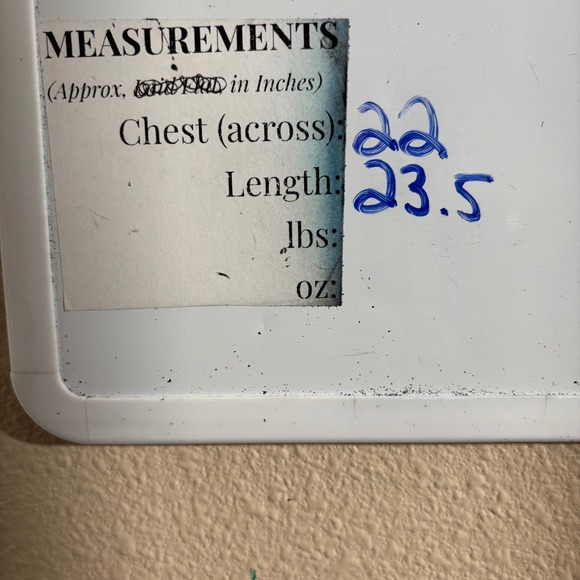 MEASUREMENTS
(Approx, in Inches)
Chest (across): 22
Length: 23.5
lbs:
oz: